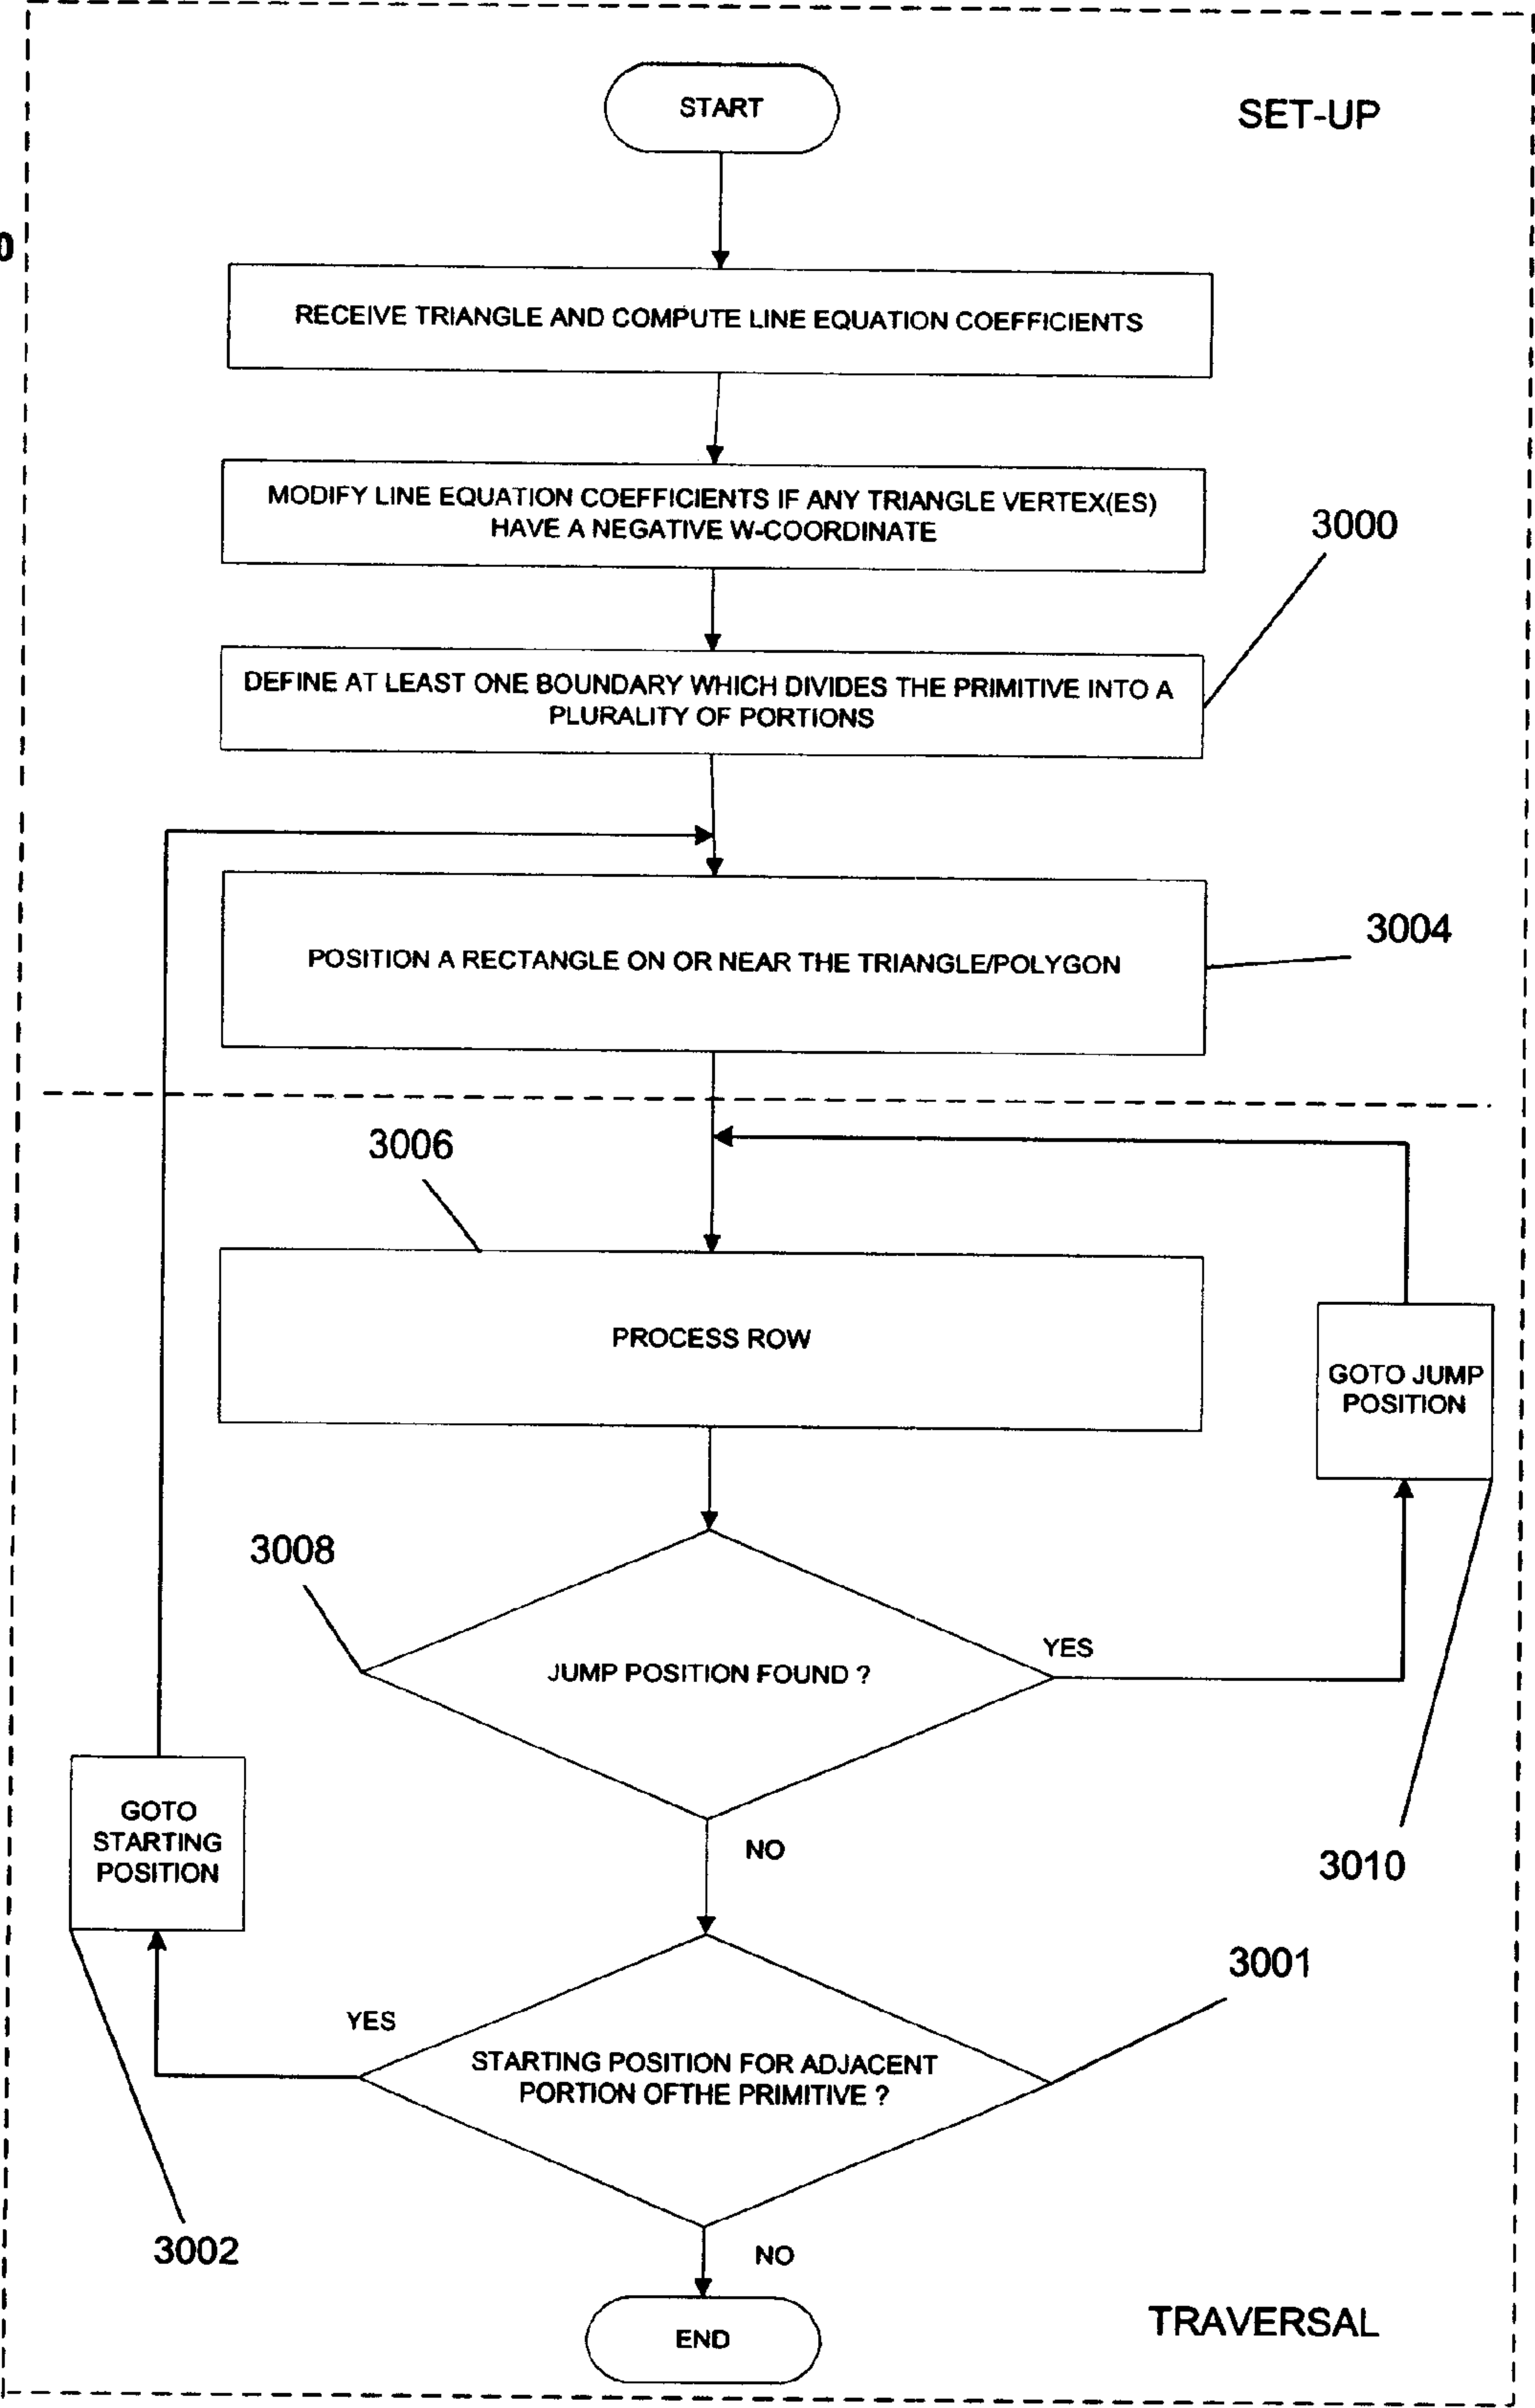 START
SET-UP
0
RECEIVE TRIANGLE AND COMPUTE LINE EQUATION COEFFICIENTS
MODIFY LINE EQUATION COEFFICIENTS IF ANY TRIANGLE VERTEX(ES)
HAVE A NEGATIVE W-COORDINATE
3000
DEFINE AT LEAST ONE BOUNDARY WHICH DIVIDES THE PRIMITIVE INTO A
PLURALITY OF PORTIONS
3004
POSITION A RECTANGLE ON OR NEAR THE TRIANGLE/POLYGON
3006
PROCESS ROW
GOTO JUMP
POSITION
3008
JUMP POSITION FOUND ?
YES
GOTO
STARTING
POSITION
NO
3010
3001
YES
STARTING POSITION FOR ADJACENT
PORTION OFTHE PRIMITIVE ?
3002
NO
TRAVERSAL
END